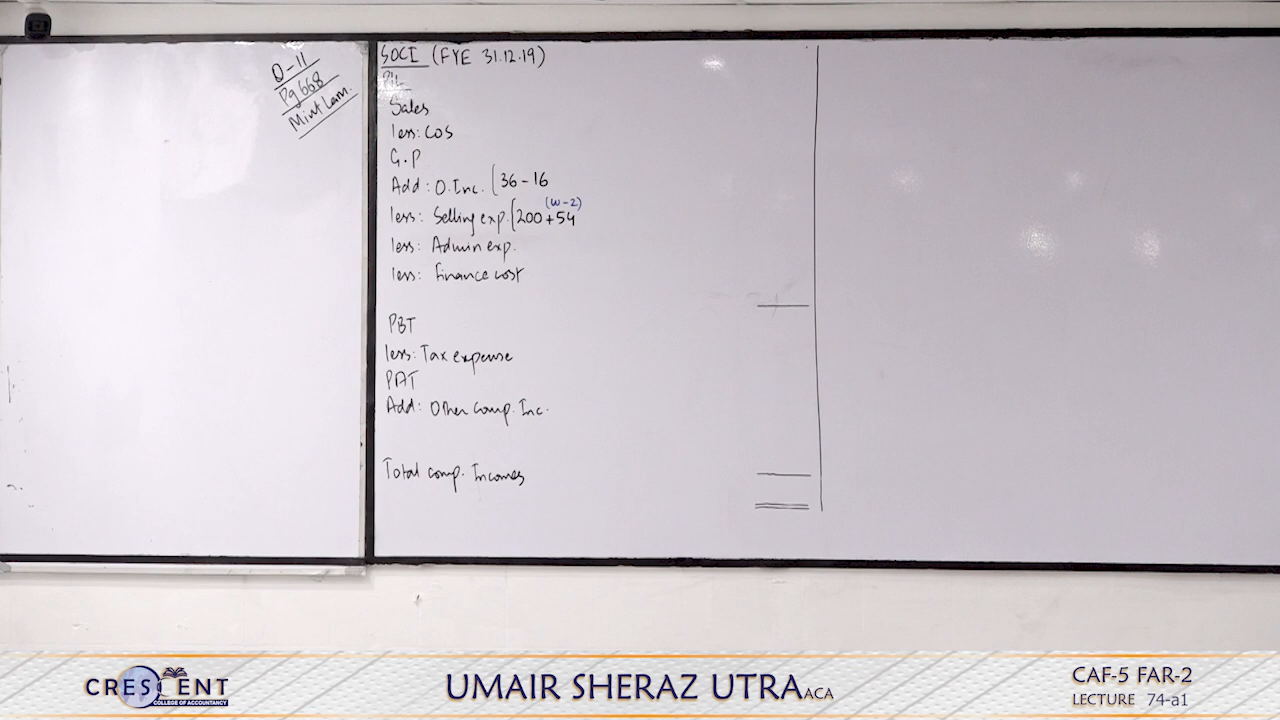 Q-11
Pg 668
Mint Lam.
SOCI (FYE 31.12.19)
P/L
Sales
less: COS
G.P
Add: O.Inc. [36-16
less: Selling exp. [200+54 (W-2)
less: Admin exp.
less: Finance cost
PBT
less: Tax expense
PAT
Add: Other comp. Inc.
Total comp. Incomes
CRESCENT
COLLEGE OF ACCOUNTANCY
UMAIR SHERAZ UTRA ACA
CAF-5 FAR-2
LECTURE 74-a1